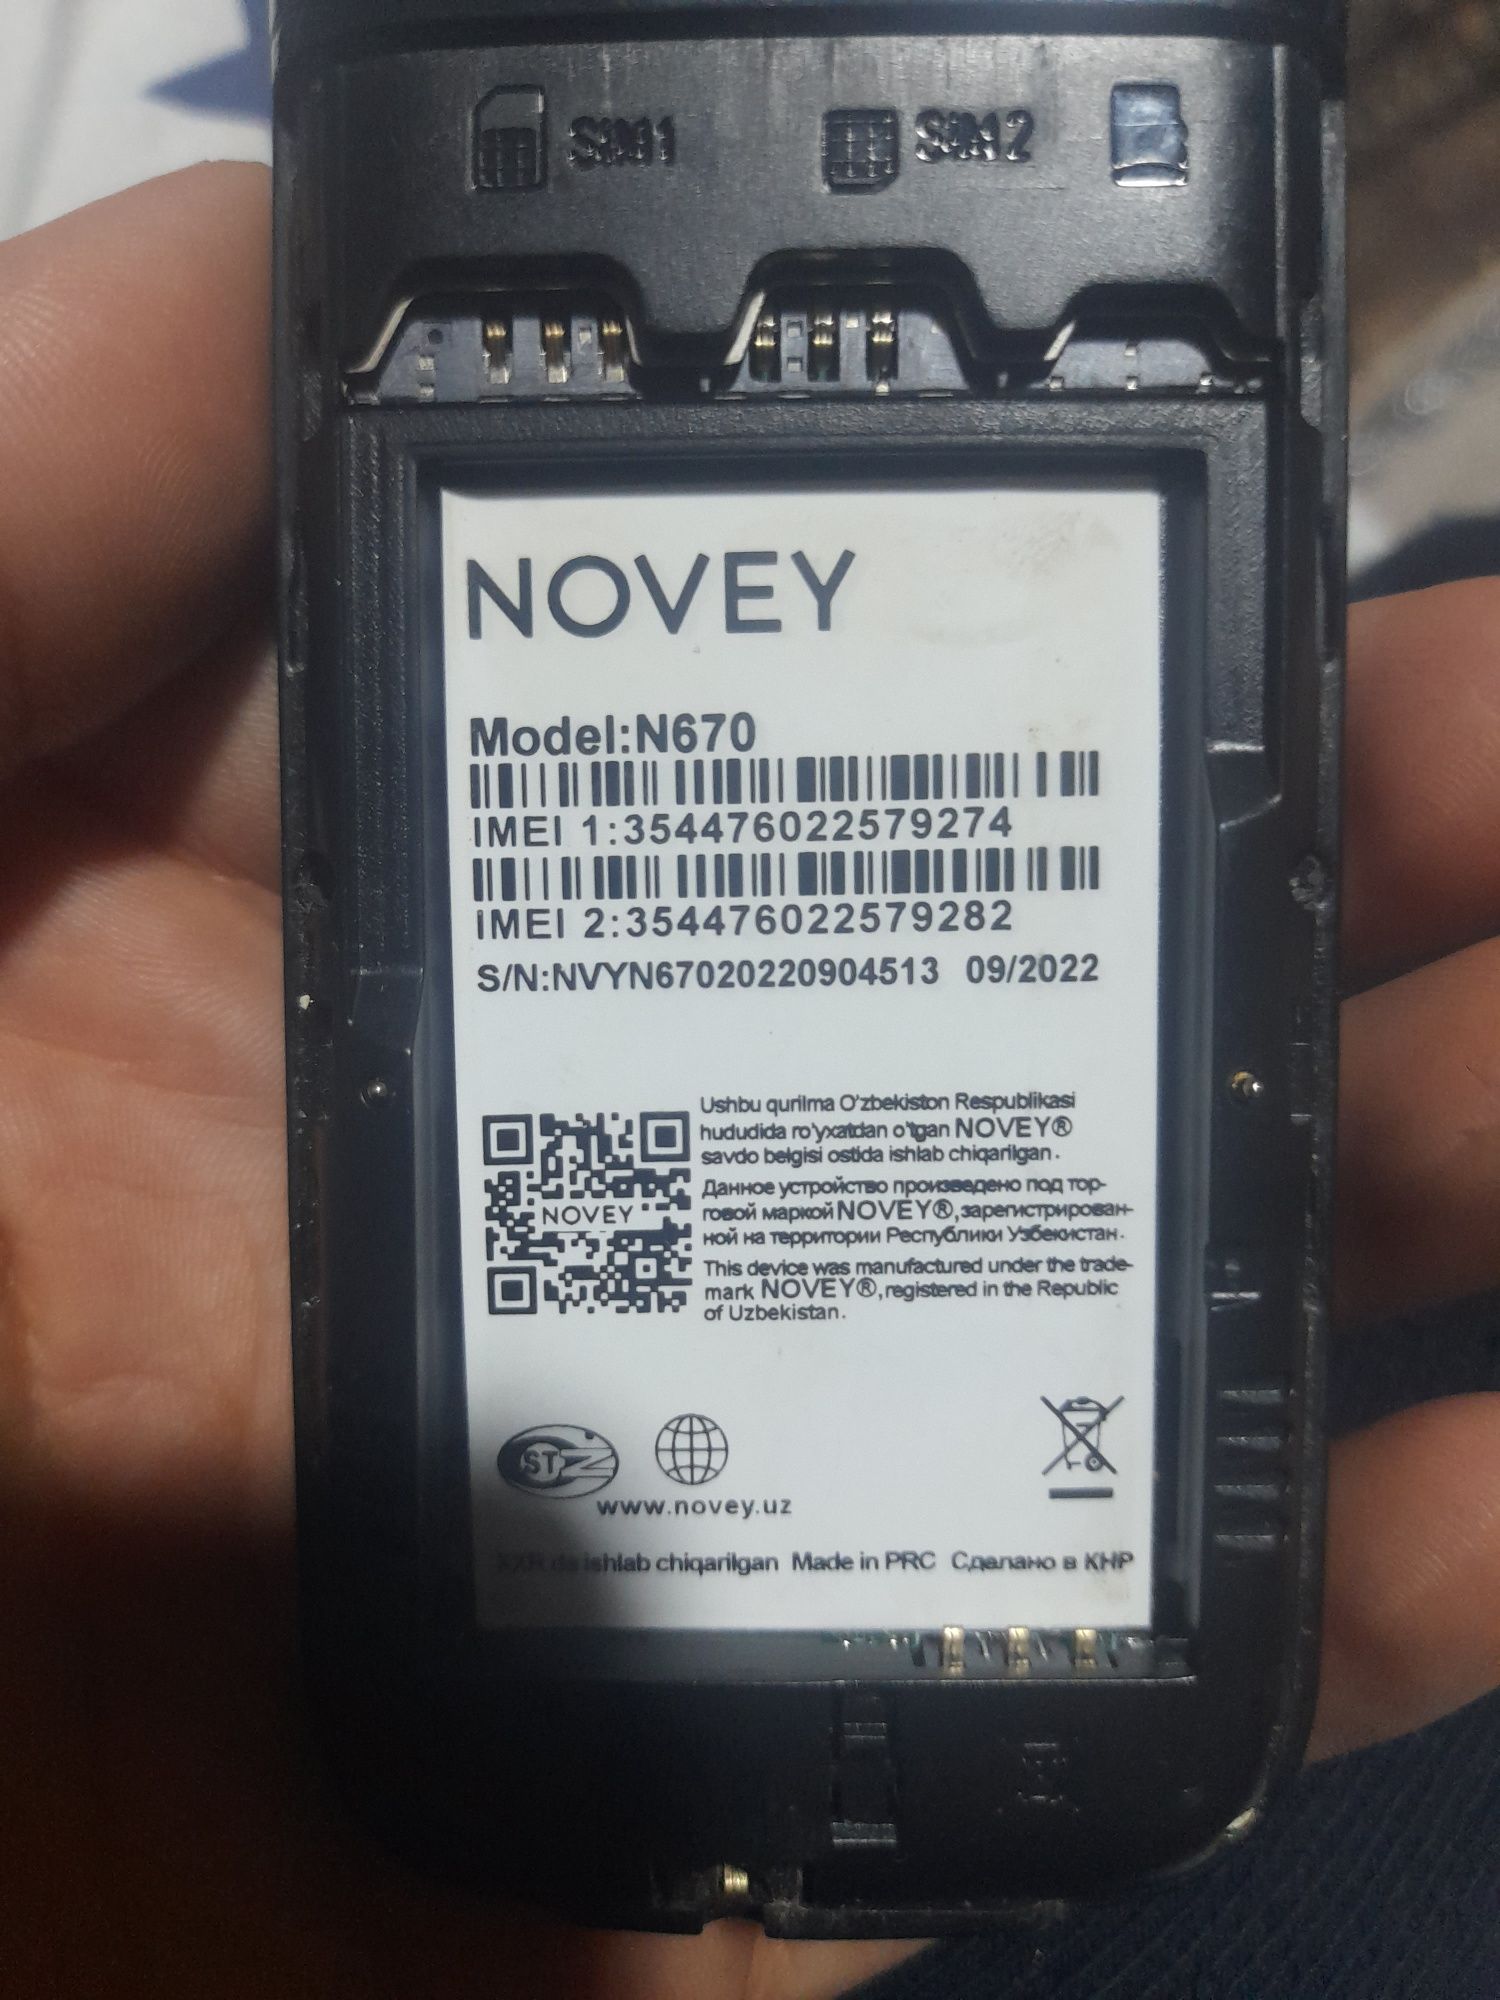 SIM1 SIM2
NOVEY
Model:N670
IMEI 1:354476022579274
IMEI 2:354476022579282
S/N:NVYN67020220904513 09/2022
Ushbu qurilma O'zbekiston Respublikasi
hududida ro'yxatdan o'tgan NOVEY®
savdo belgisi ostida ishlab chiqarilgan.
Данное устройство произведено под тор-
говой маркой NOVEY®, зарегистрирован-
ной на территории Республики Узбекистан.
This device was manufactured under the trade-
mark NOVEY®, registered in the Republic
of Uzbekistan.
NOVEY
ST
www.novey.uz
XXR da ishlab chiqarilgan Made in PRC Сделано в КНР